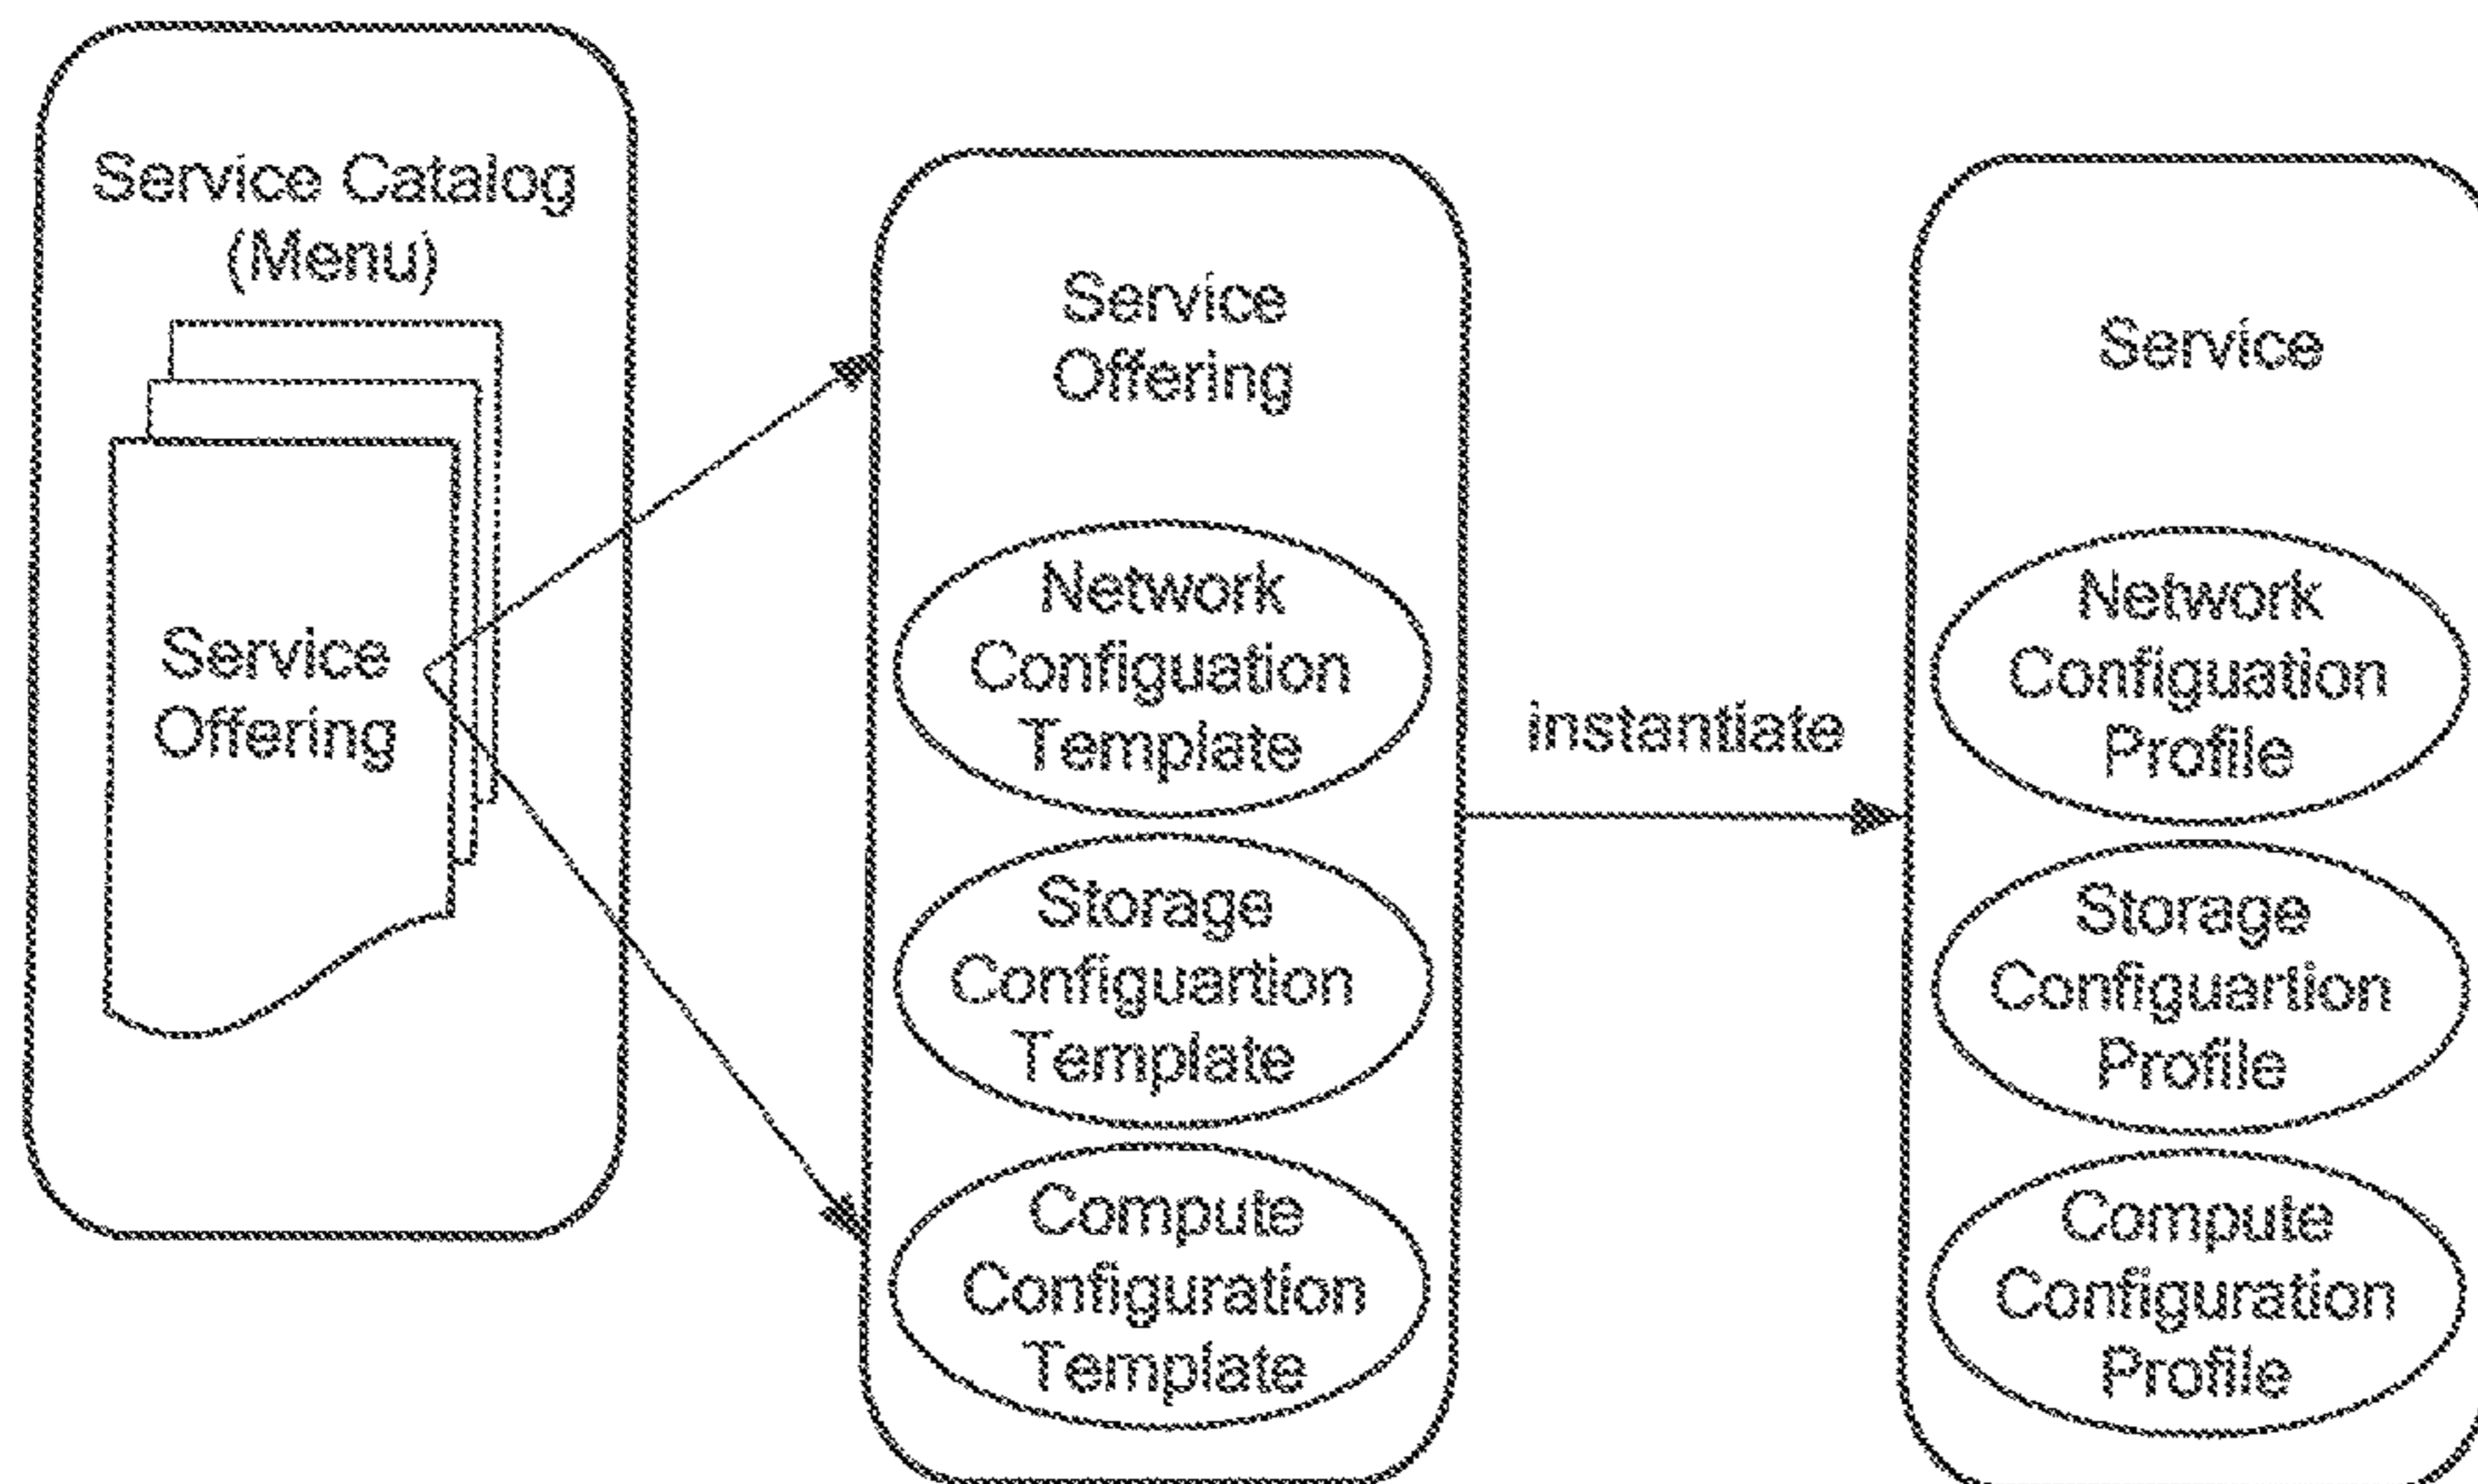 Service Catalog
(Menu)
Service
Offering
Service
Offering
Network
Configuation
Template
Storage
Configuartion
Template
Compute
Configuration
Template
instantiate
Service
Network
Configuation
Profile
Storage
Configuartion
Profile
Compute
Configuration
Profile